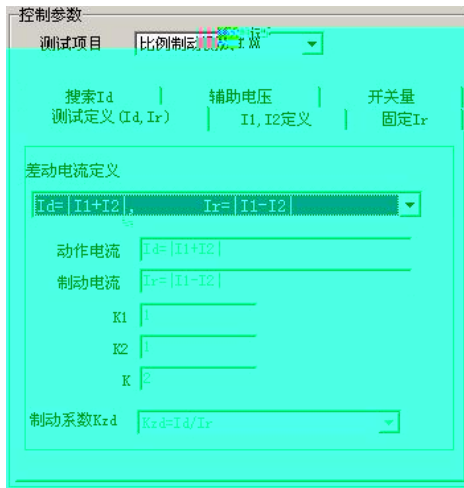 控制参数
测试项目 比例制动
搜索Id 辅助电压 开关量
测试定义(Id,Ir) I1,I2定义 固定Ir
差动电流定义
Id=|I1+I2|, Ir=|I1-I2|
动作电流 Id=|I1+I2|
制动电流 Ir=|I1-I2|
K1 1
K2 1
K 2
制动系数Kzd Kzd=Id/Ir